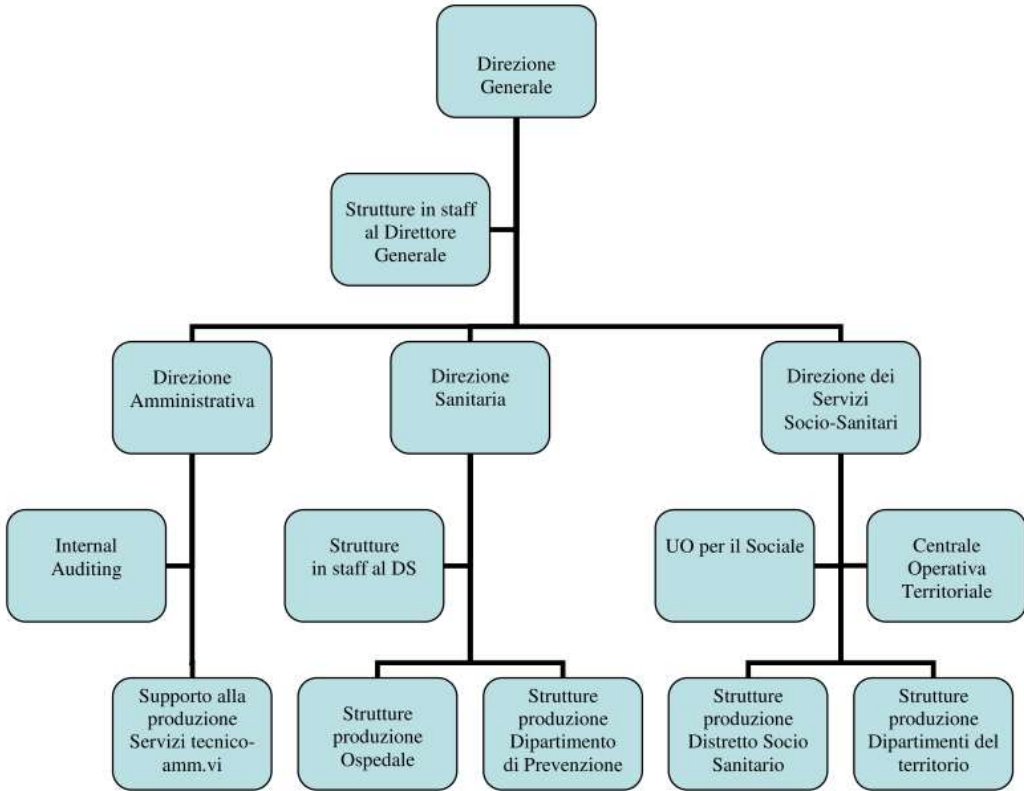 Direzione
Generale
Strutture in staff
al Direttore
Generale
Direzione
Amministrativa
Direzione
Sanitaria
Direzione dei
Servizi
Socio-Sanitari
Internal
Auditing
Strutture
in staff al DS
UO per il Sociale
Centrale
Operativa
Territoriale
Supporto alla
produzione
Servizi tecnico-
amm.vi
Strutture
produzione
Ospedale
Strutture
produzione
Dipartimento
di Prevenzione
Strutture
produzione
Distretto Socio
Sanitario
Strutture
produzione
Dipartimenti del
territorio